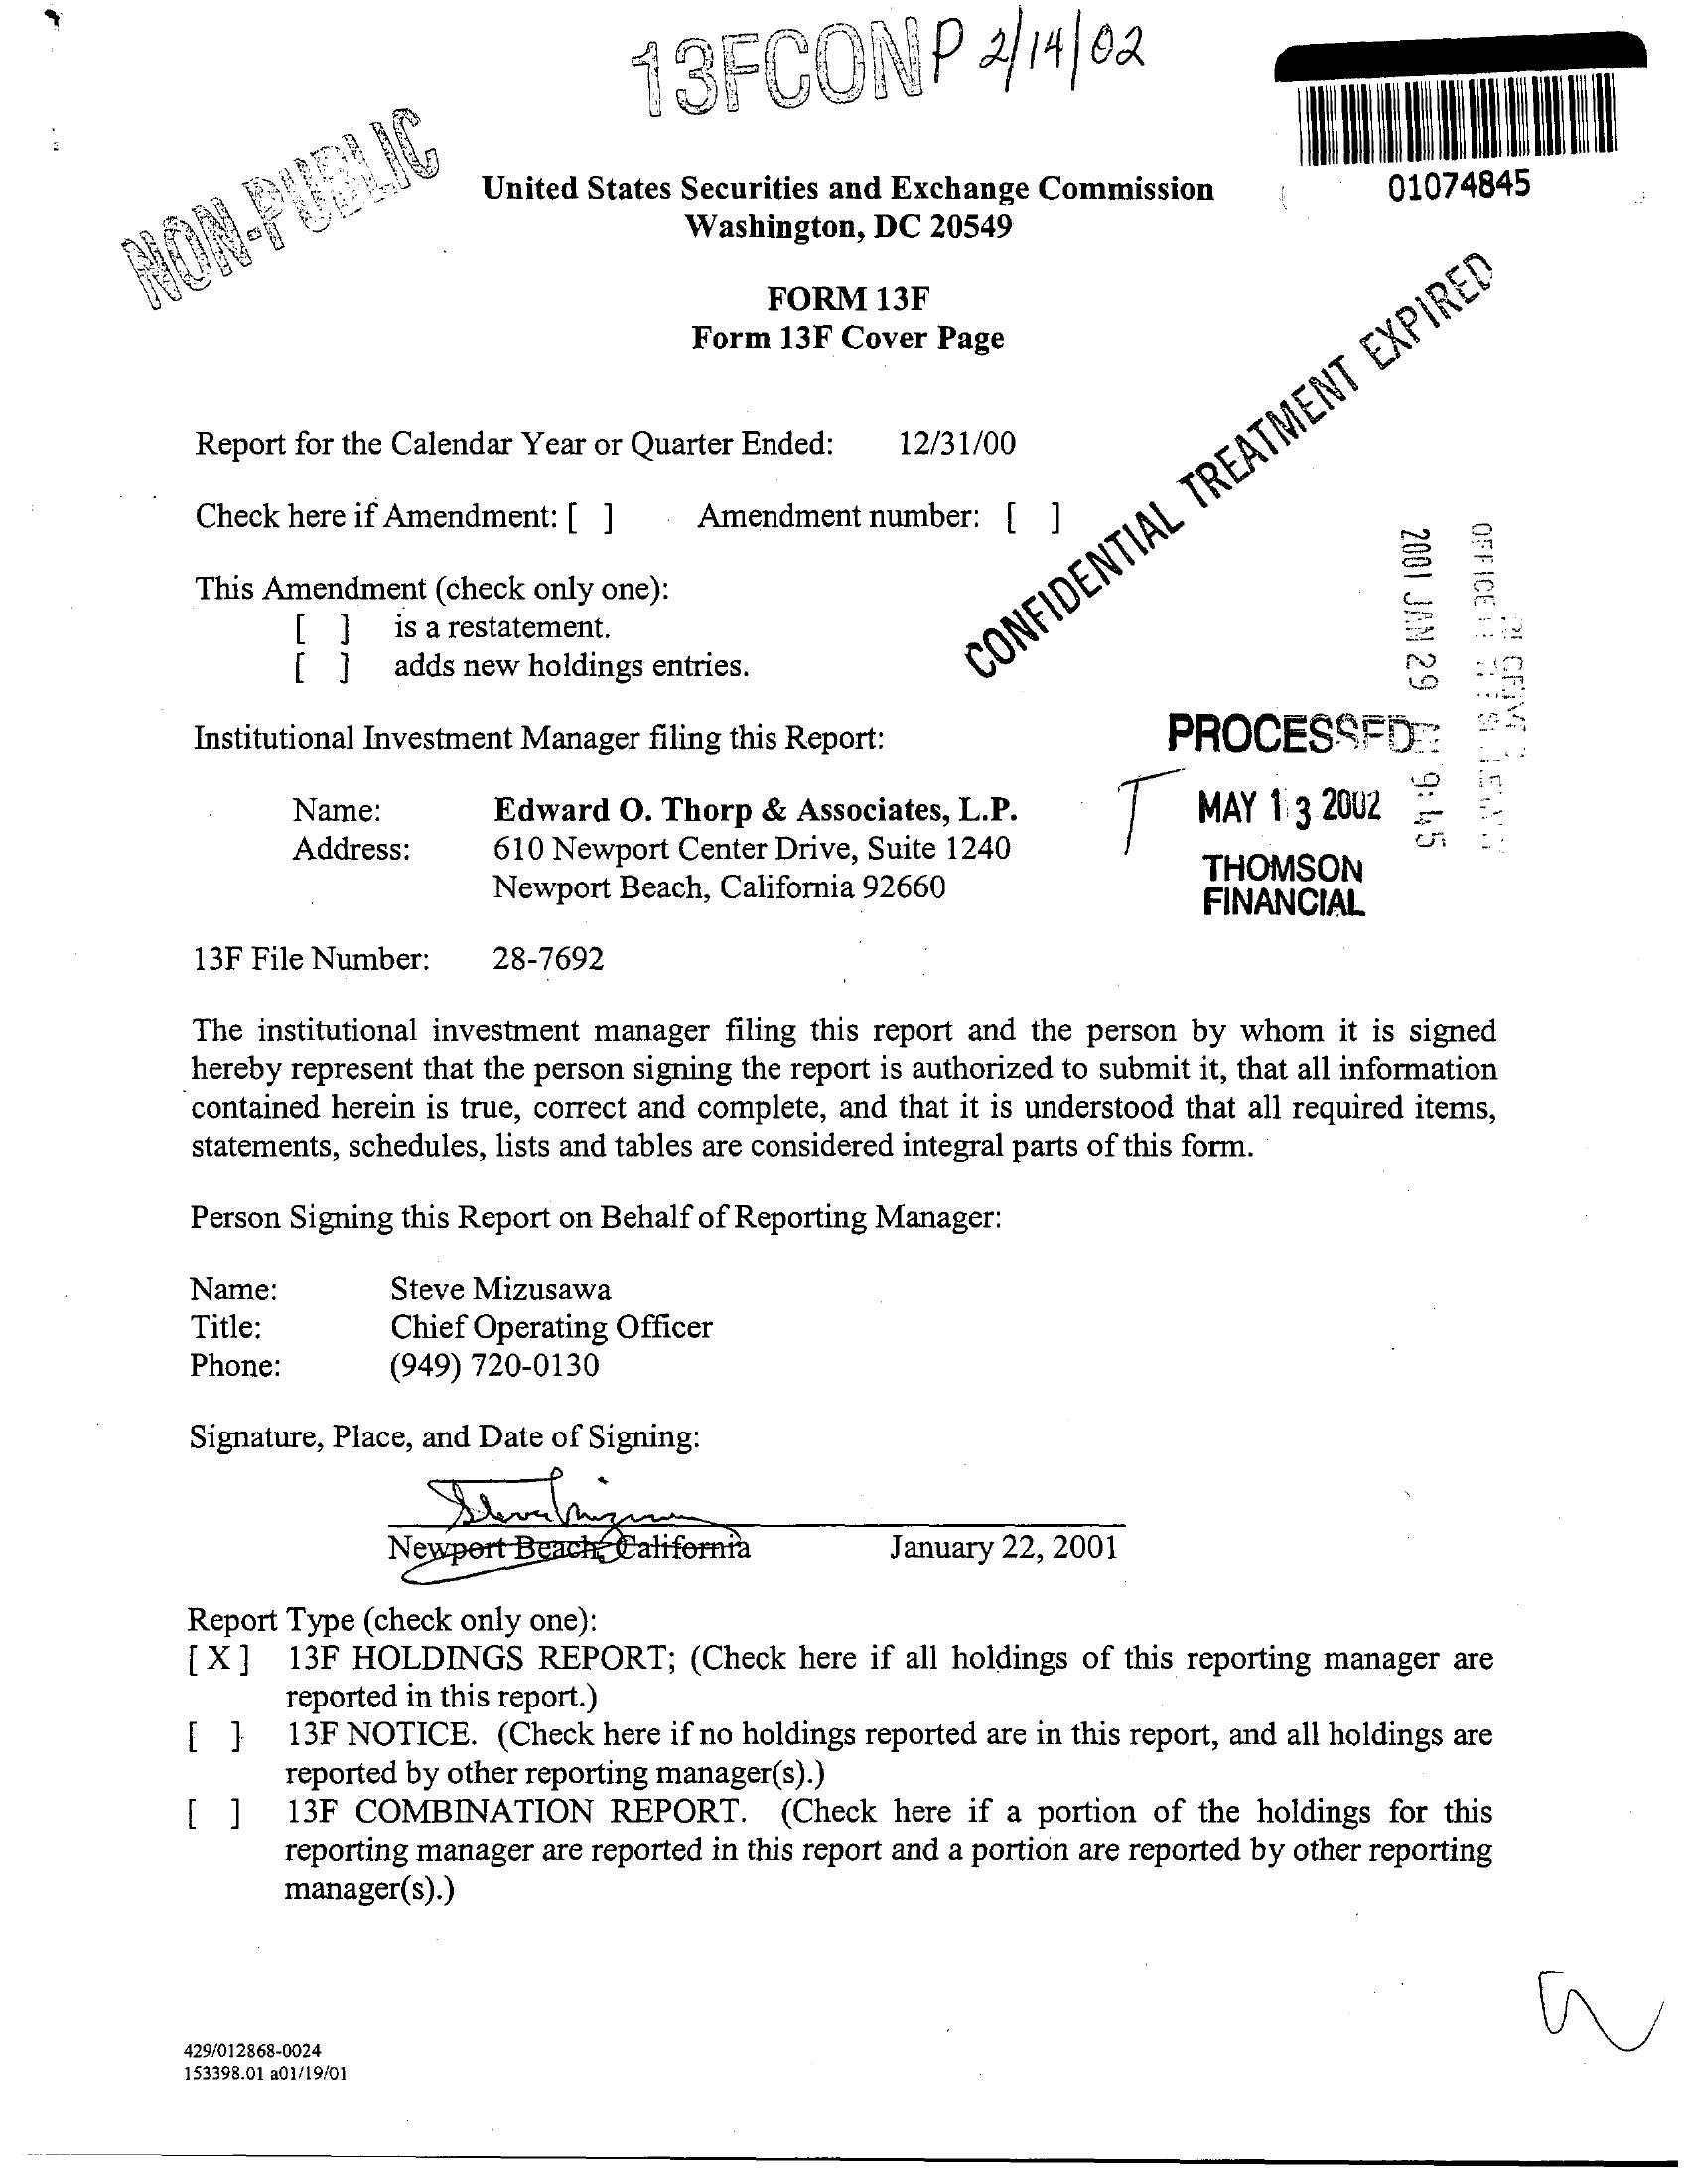 13FCONP 2/14/02
NON-PUBLIC
01074845
United States Securities and Exchange Commission
Washington, DC 20549
FORM 13F
Form 13F Cover Page
CONFIDENTIAL TREATMENT EXPIRED
Report for the Calendar Year or Quarter Ended: 12/31/00
Check here if Amendment: [ ] Amendment number: [ ]
This Amendment (check only one):
[ ] is a restatement.
[ ] adds new holdings entries.
2001 JAN 29 9:45
OFFICE
Institutional Investment Manager filing this Report:
PROCESSED
T MAY 13 2002
THOMSON
FINANCIAL
Name: Edward O. Thorp & Associates, L.P.
Address: 610 Newport Center Drive, Suite 1240
Newport Beach, California 92660
13F File Number: 28-7692
The institutional investment manager filing this report and the person by whom it is signed
hereby represent that the person signing the report is authorized to submit it, that all information
contained herein is true, correct and complete, and that it is understood that all required items,
statements, schedules, lists and tables are considered integral parts of this form.
Person Signing this Report on Behalf of Reporting Manager:
Name: Steve Mizusawa
Title: Chief Operating Officer
Phone: (949) 720-0130
Signature, Place, and Date of Signing:
Newport Beach, California January 22, 2001
Report Type (check only one):
[ X ] 13F HOLDINGS REPORT; (Check here if all holdings of this reporting manager are
reported in this report.)
[ ] 13F NOTICE. (Check here if no holdings reported are in this report, and all holdings are
reported by other reporting manager(s).)
[ ] 13F COMBINATION REPORT. (Check here if a portion of the holdings for this
reporting manager are reported in this report and a portion are reported by other reporting
manager(s).)
429/012868-0024
153398.01 a01/19/01